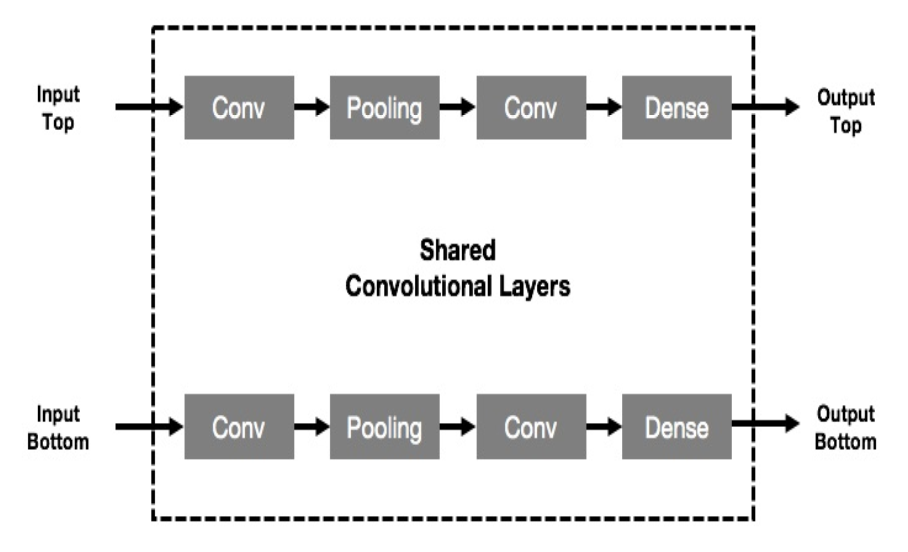 Input
Top
Conv
Pooling
Conv
Dense
Output
Top
Shared
Convolutional Layers
Input
Bottom
Conv
Pooling
Conv
Dense
Output
Bottom